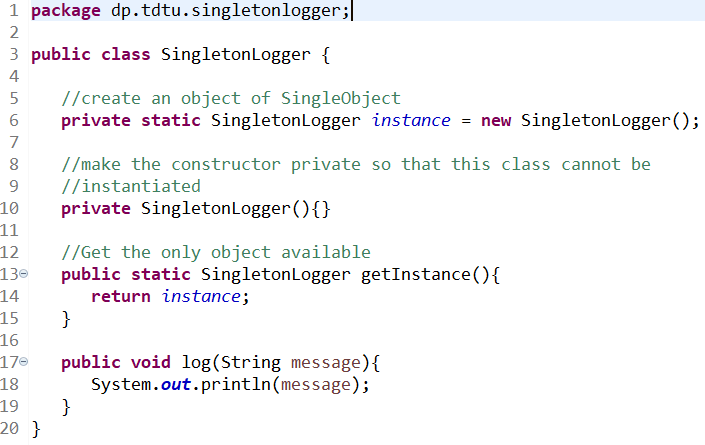 1 package dp.tdtu.singletonlogger;
2
3 public class SingletonLogger {
4
5    //create an object of SingleObject
6    private static SingletonLogger instance = new SingletonLogger();
7
8    //make the constructor private so that this class cannot be
9    //instantiated
10    private SingletonLogger(){}
11
12    //Get the only object available
13    public static SingletonLogger getInstance(){
14       return instance;
15    }
16
17    public void log(String message){
18       System.out.println(message);
19    }
20 }